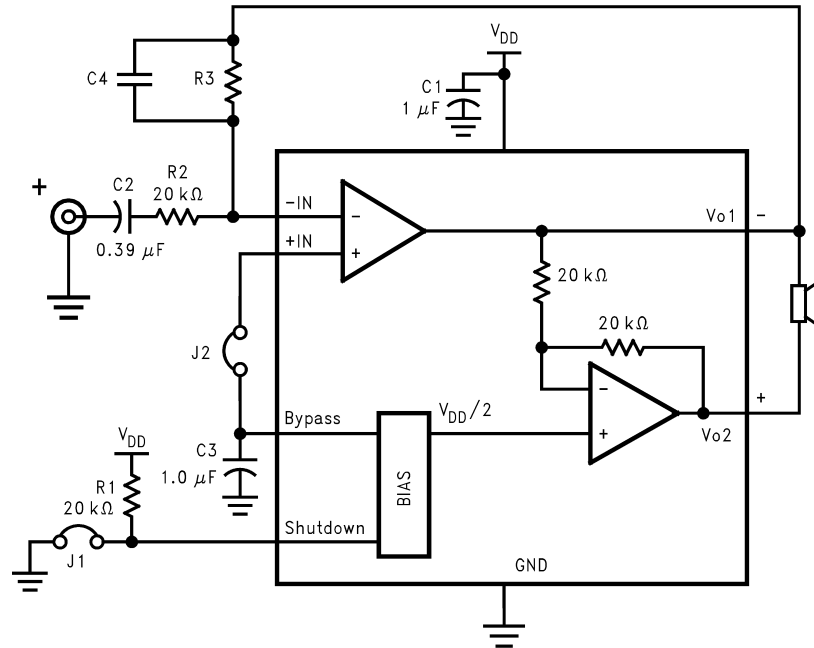 V_DD
C4
R3
C1
1 μF
+
C2
0.39 μF
R2
20 kΩ
-IN
+IN
-
+
Vo1
-
20 kΩ
20 kΩ
J2
-
+
+
Vo2
Bypass
V_DD/2
C3
1.0 μF
BIAS
V_DD
R1
20 kΩ
J1
Shutdown
GND